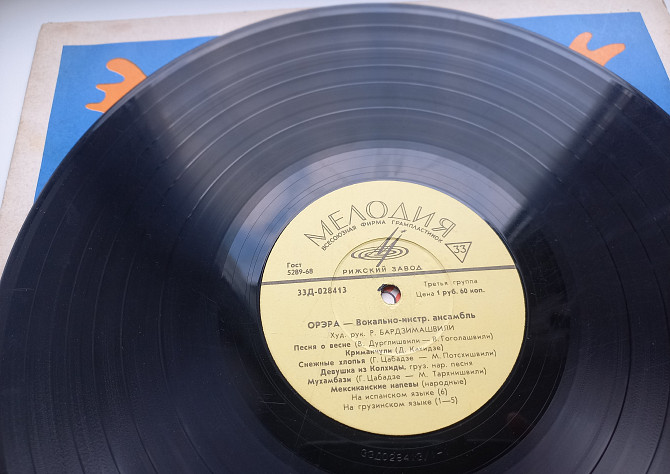 МЕЛОДИЯ
ВСЕСОЮЗНАЯ ФИРМА ГРАМПЛАСТИНОК
33
РИЖСКИЙ ЗАВОД
Гост
5289-68
33Д-028413
Третья группа
Цена 1 руб. 60 коп.
ОРЭРА — Вокально-инстр. ансамбль
Худ. рук. Р. БАРДЗИМАШВИЛИ
Песня о весне (В. Дурглишвили — В. Гоголашвили)
Криманчули (Д. Кахидзе)
Снежные хлопья (Г. Цабадзе — М. Потсхишвили)
Девушка из Колхиды, груз. нар. песня
Мухамбази (Г. Цабадзе — М. Тархнишвили)
Мексиканские напевы (народные)
На испанском языке (6)
На грузинском языке (1—5)